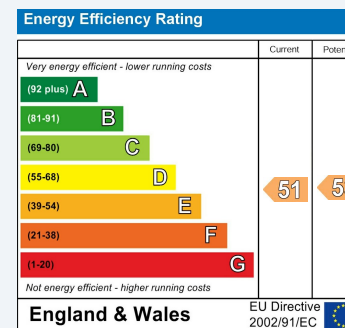 Energy Efficiency Rating
Current
Very energy efficient - lower running costs
(92 plus) A
(81-91) B
(69-80) C
(55-68) D
(39-54) E
51
(21-38) F
(1-20) G
Not energy efficient - higher running costs
England & Wales
EU Directive
2002/91/EC